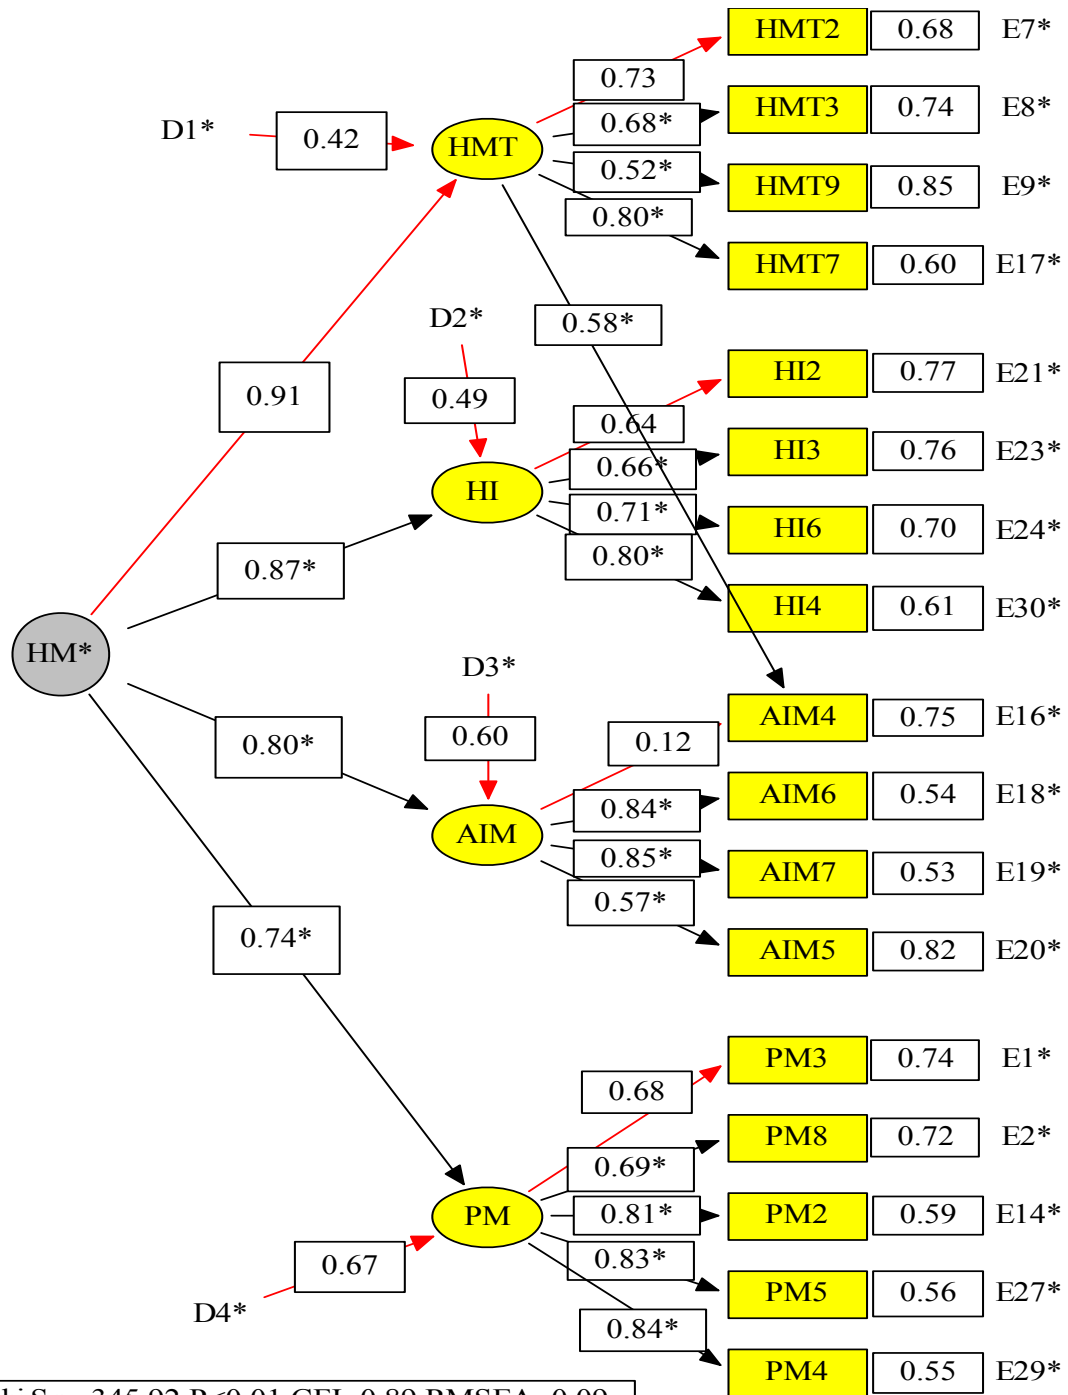 HMT2 0.68 E7*
0.73
HMT3 0.74 E8*
D1* 0.42 HMT 0.68*
0.52* HMT9 0.85 E9*
0.80*
HMT7 0.60 E17*
D2* 0.58*
HI2 0.77 E21*
0.91 0.49
0.64
HI3 0.76 E23*
0.66*
HI 0.71* HI6 0.70 E24*
0.87* 0.80*
HI4 0.61 E30*
HM* D3*
AIM4 0.75 E16*
0.80* 0.60 0.12
AIM6 0.54 E18*
0.84*
AIM 0.85* AIM7 0.53 E19*
0.57*
0.74* AIM5 0.82 E20*
PM3 0.74 E1*
0.68
PM8 0.72 E2*
0.69*
PM 0.81* PM2 0.59 E14*
0.67 0.83*
PM5 0.56 E27*
D4* 0.84*
PM4 0.55 E29*